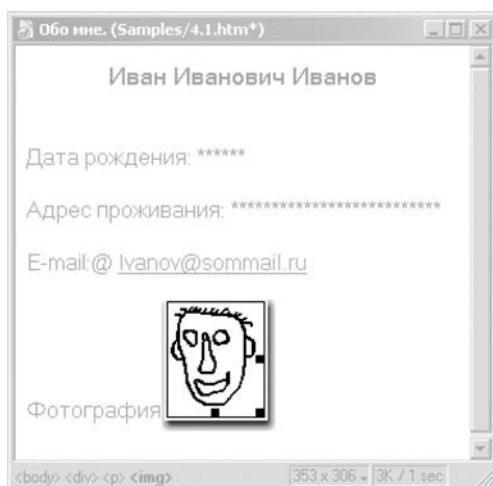 Обо мне. (Samples/4.1.htm*)
Иван Иванович Иванов
Дата рождения: ******
Адрес проживания: **************************
E-mail:@ Ivanov@sommail.ru
Фотография
<body> <div> <p> <img> 353 x 306 3K / 1 sec